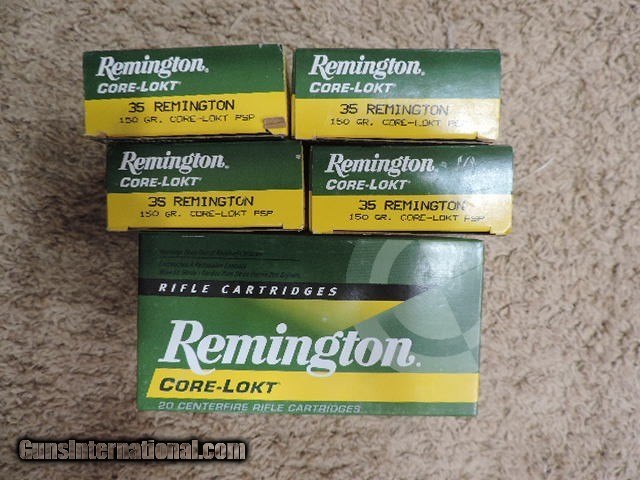 Remington®
CORE-LOKT®
35 REMINGTON
150 GR. CORE-LOKT PSP
Remington®
CORE-LOKT®
35 REMINGTON
150 GR. CORE-LOKT PSP
Remington®
CORE-LOKT®
35 REMINGTON
150 GR. CORE-LOKT PSP
Remington®
CORE-LOKT®
35 REMINGTON
150 GR. CORE-LOKT PSP
RIFLE CARTRIDGES
Remington®
CORE-LOKT®
20 CENTERFIRE RIFLE CARTRIDGES
GunsInternational.com